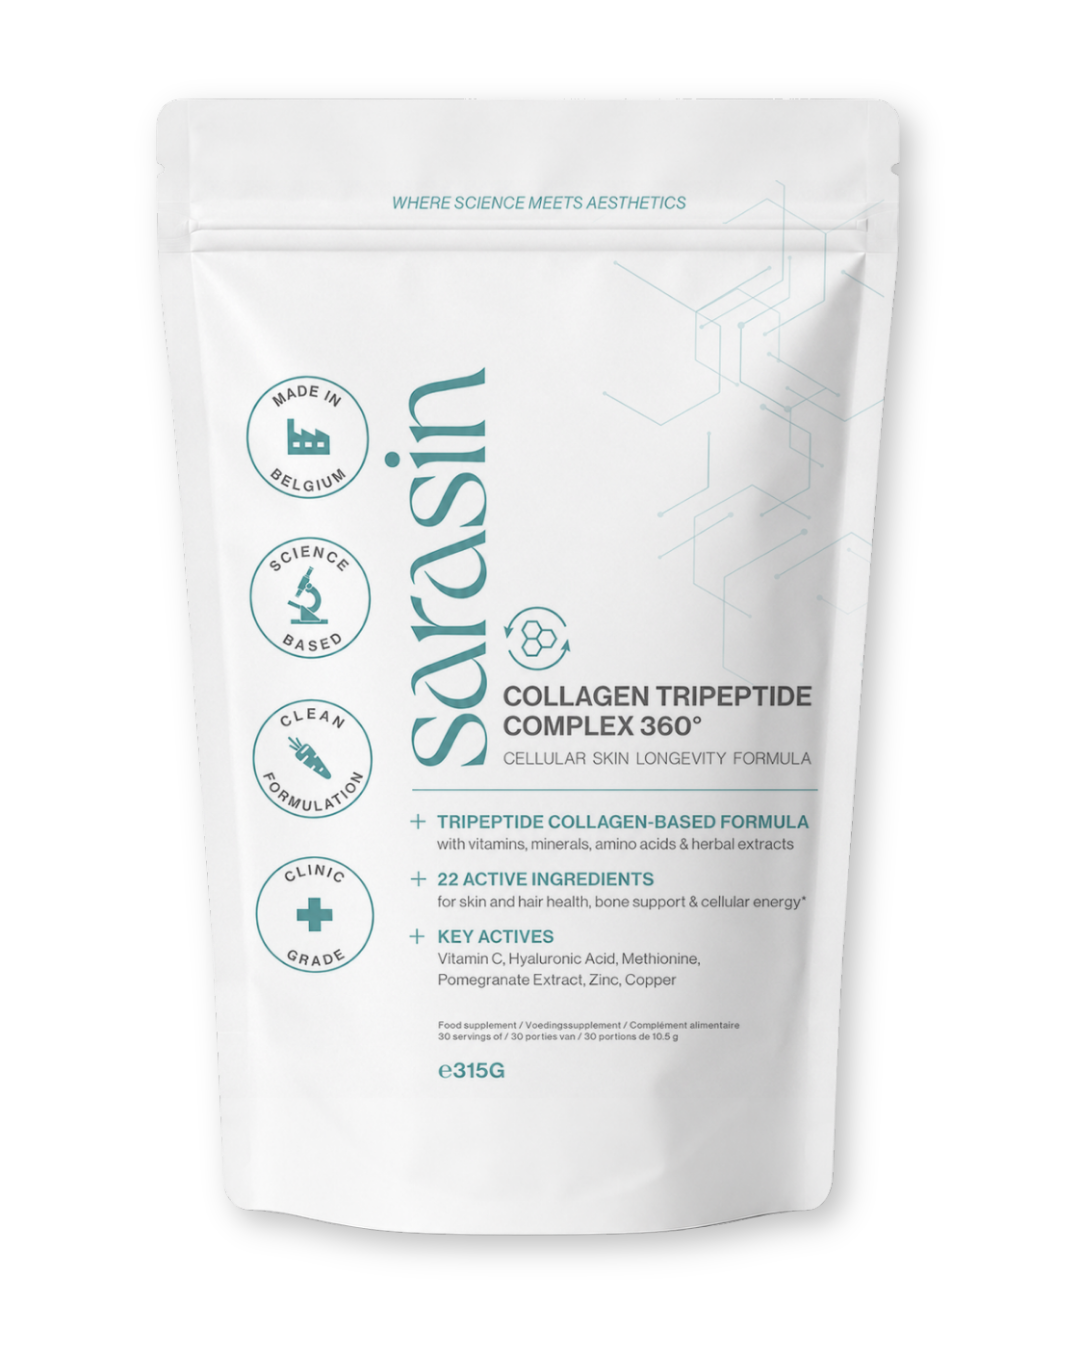 WHERE SCIENCE MEETS AESTHETICS
MADE IN
BELGIUM
SCIENCE
BASED
CLEAN
FORMULATION
CLINIC
GRADE
sarasin
COLLAGEN TRIPEPTIDE
COMPLEX 360°
CELLULAR SKIN LONGEVITY FORMULA
+ TRIPEPTIDE COLLAGEN-BASED FORMULA
with vitamins, minerals, amino acids & herbal extracts
+ 22 ACTIVE INGREDIENTS
for skin and hair health, bone support & cellular energy*
+ KEY ACTIVES
Vitamin C, Hyaluronic Acid, Methionine,
Pomegranate Extract, Zinc, Copper
Food supplement / Voedingssupplement / Complément alimentaire
30 servings of / 30 porties van / 30 portions de 10.5 g
℮315G